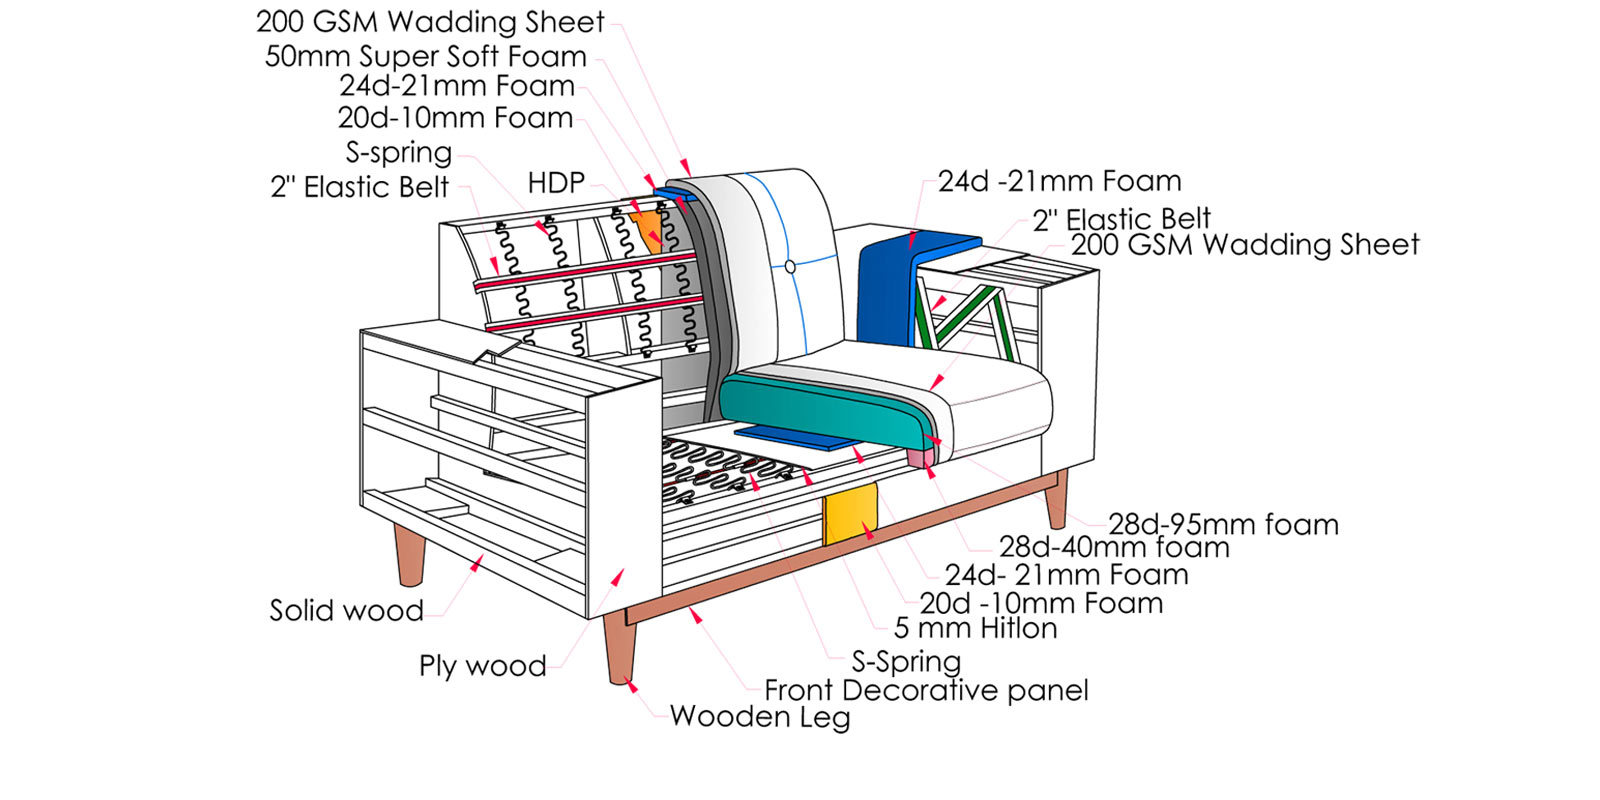 200 GSM Wadding Sheet
50mm Super Soft Foam
24d-21mm Foam
20d-10mm Foam
S-spring
2" Elastic Belt
HDP
24d -21mm Foam
2" Elastic Belt
200 GSM Wadding Sheet
28d-95mm foam
28d-40mm foam
24d- 21mm Foam
20d -10mm Foam
5 mm Hitlon
S-Spring
Front Decorative panel
Wooden Leg
Solid wood
Ply wood